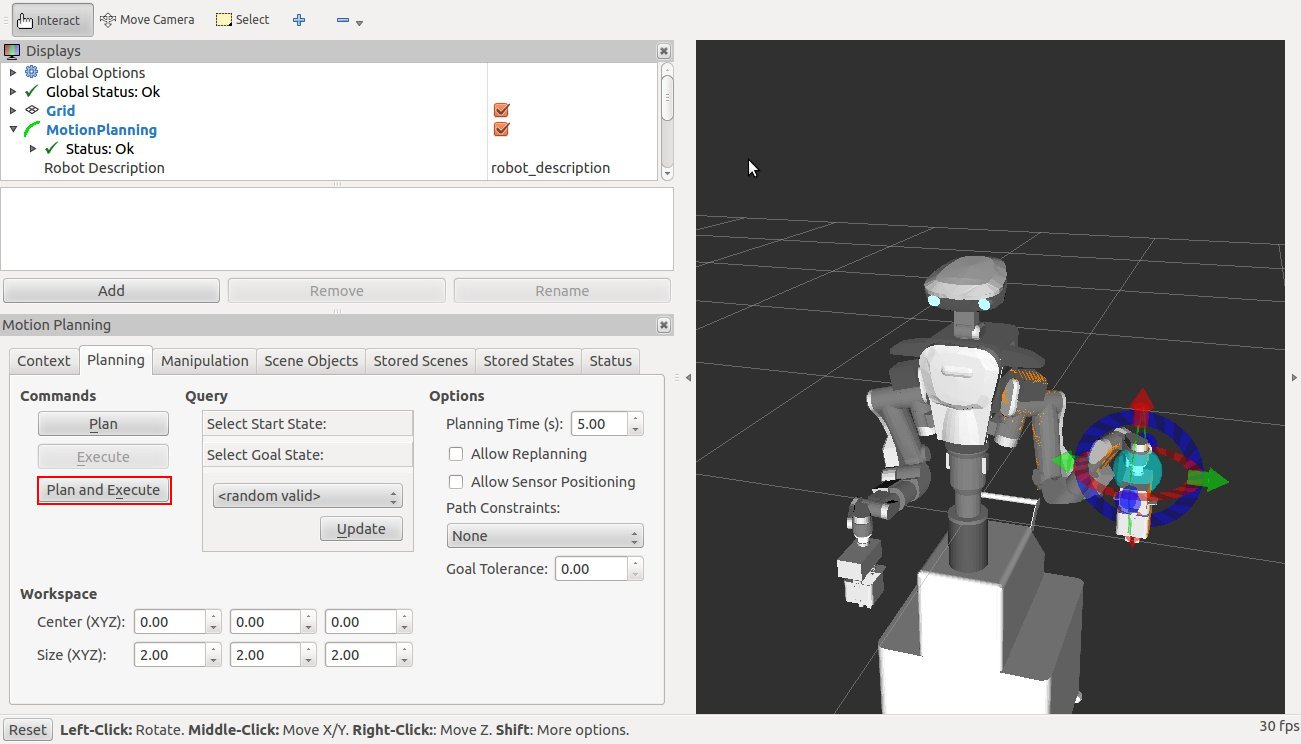 Interact Move Camera Select
Displays
Global Options
Global Status: Ok
Grid
MotionPlanning
Status: Ok
Robot Description robot_description
Add Remove Rename
Motion Planning
Context Planning Manipulation Scene Objects Stored Scenes Stored States Status
Commands Query Options
Plan Select Start State: Planning Time (s): 5.00
Execute Select Goal State: Allow Replanning
Plan and Execute <random valid> Allow Sensor Positioning
Path Constraints:
Update None
Goal Tolerance: 0.00
Workspace
Center (XYZ): 0.00 0.00 0.00
Size (XYZ): 2.00 2.00 2.00
Reset Left-Click: Rotate. Middle-Click: Move X/Y. Right-Click:: Move Z. Shift: More options. 30 fps